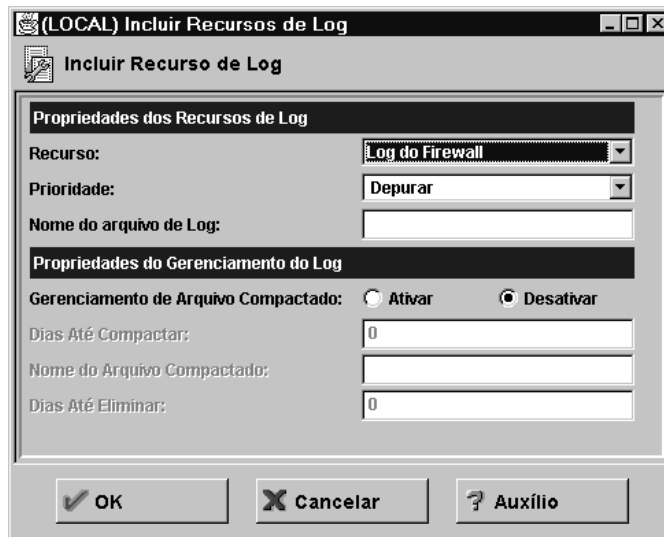 (LOCAL) Incluir Recursos de Log
Incluir Recurso de Log
Propriedades dos Recursos de Log
Recurso: Log do Firewall
Prioridade: Depurar
Nome do arquivo de Log:
Propriedades do Gerenciamento do Log
Gerenciamento de Arquivo Compactado: Ativar Desativar
Dias Até Compactar: 0
Nome do Arquivo Compactado:
Dias Até Eliminar: 0
OK Cancelar Auxílio